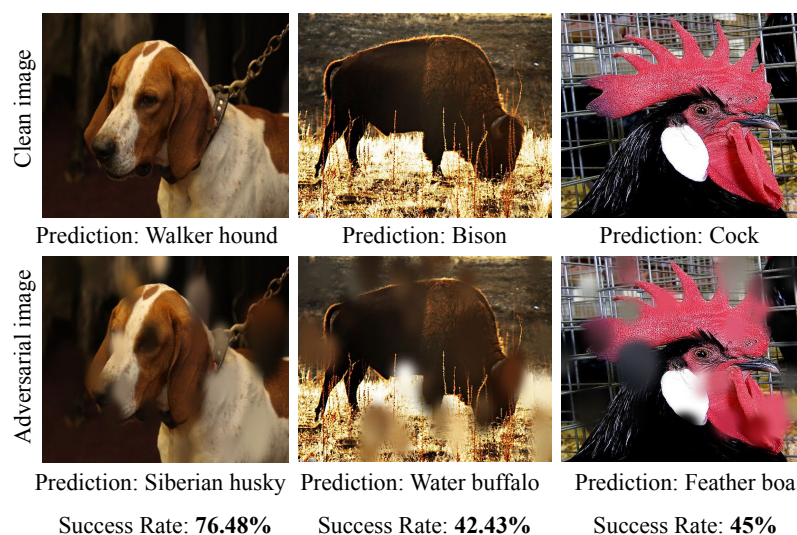 Clean image
Prediction: Walker hound
Prediction: Bison
Prediction: Cock
Adversarial image
Prediction: Siberian husky
Prediction: Water buffalo
Prediction: Feather boa
Success Rate: 76.48%
Success Rate: 42.43%
Success Rate: 45%